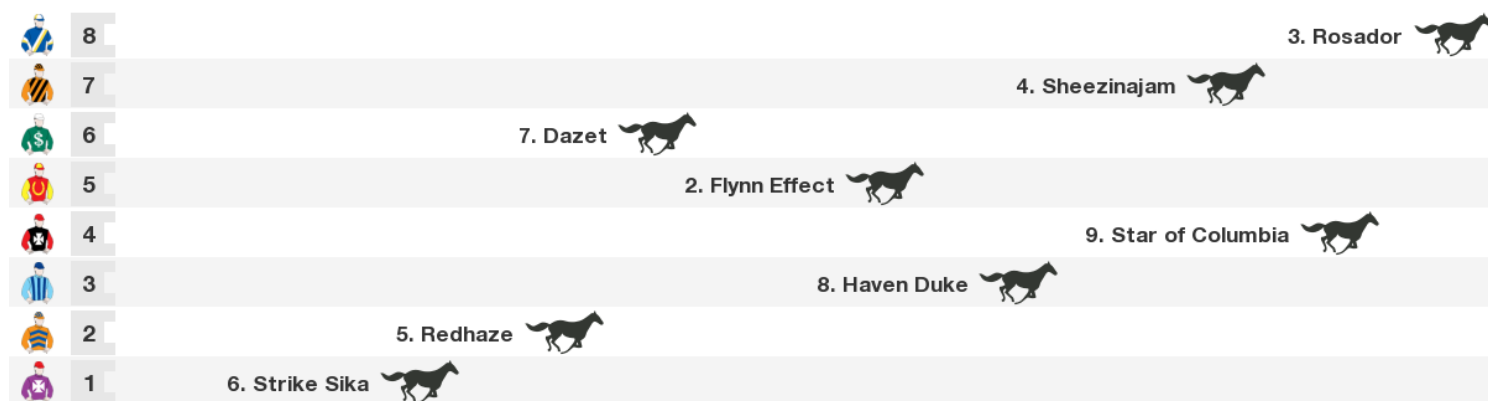 8 3. Rosador
7 4. Sheezinajam
6 7. Dazet
$
5 2. Flynn Effect
4 9. Star of Columbia
3 8. Haven Duke
2 5. Redhaze
1 6. Strike Sika